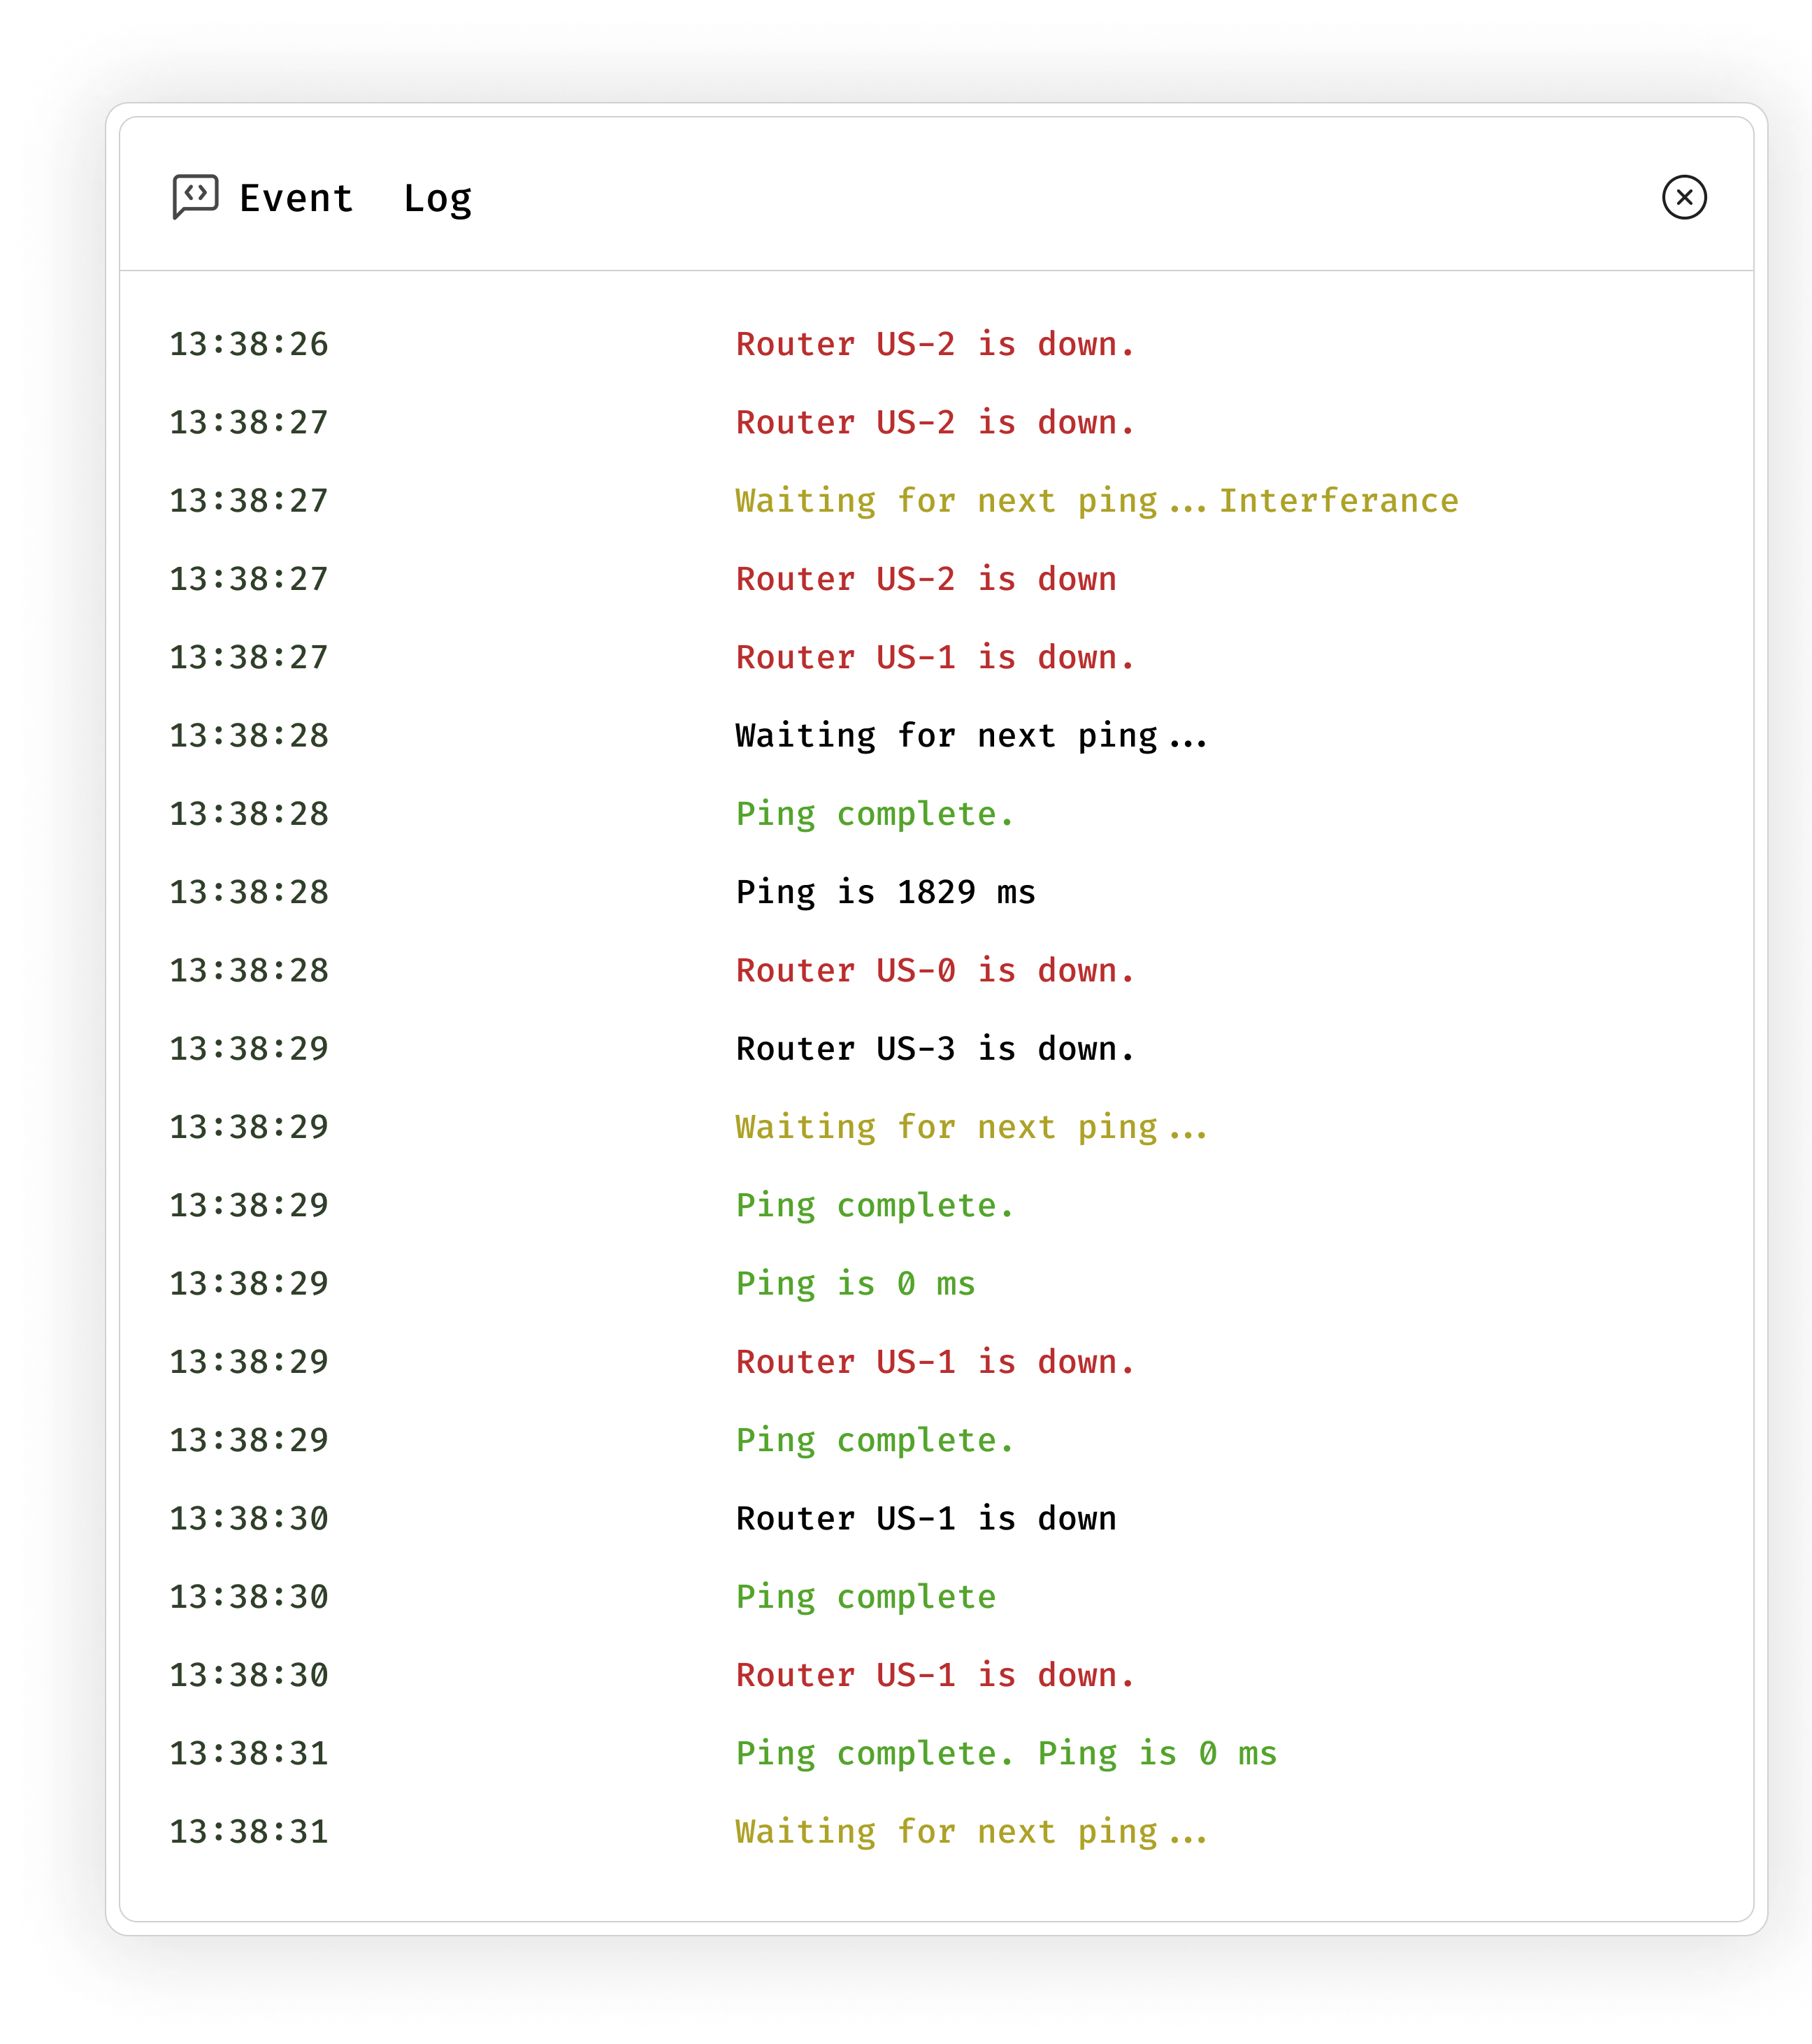 Event Log
13:38:26 Router US-2 is down.
13:38:27 Router US-2 is down.
13:38:27 Waiting for next ping...Interferance
13:38:27 Router US-2 is down
13:38:27 Router US-1 is down.
13:38:28 Waiting for next ping...
13:38:28 Ping complete.
13:38:28 Ping is 1829 ms
13:38:28 Router US-0 is down.
13:38:29 Router US-3 is down.
13:38:29 Waiting for next ping...
13:38:29 Ping complete.
13:38:29 Ping is 0 ms
13:38:29 Router US-1 is down.
13:38:29 Ping complete.
13:38:30 Router US-1 is down
13:38:30 Ping complete
13:38:30 Router US-1 is down.
13:38:31 Ping complete. Ping is 0 ms
13:38:31 Waiting for next ping...